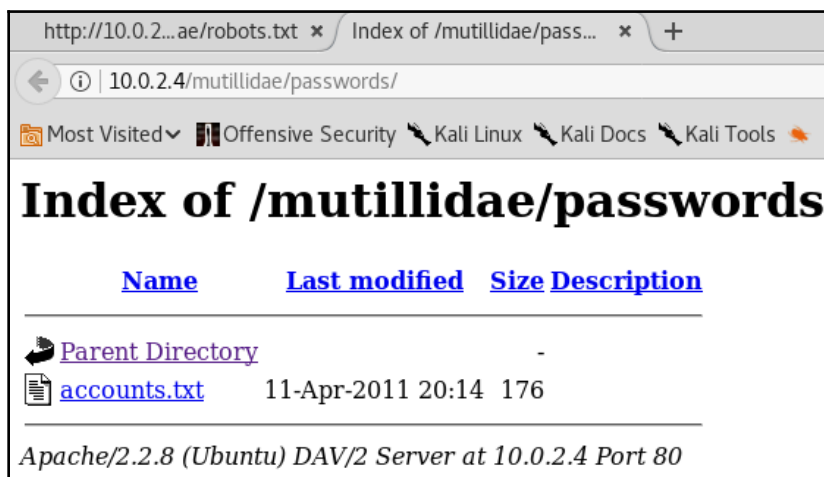 http://10.0.2...ae/robots.txt × Index of /mutillidae/pass... × +
10.0.2.4/mutillidae/passwords/
Most Visited Offensive Security Kali Linux Kali Docs Kali Tools
Index of /mutillidae/passwords
Name Last modified Size Description
Parent Directory -
accounts.txt 11-Apr-2011 20:14 176
Apache/2.2.8 (Ubuntu) DAV/2 Server at 10.0.2.4 Port 80